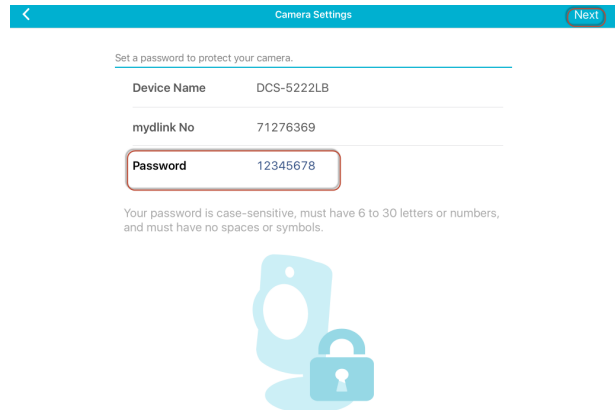 Camera Settings
Next
Set a password to protect your camera.
Device Name DCS-5222LB
mydlink No 71276369
Password 12345678
Your password is case-sensitive, must have 6 to 30 letters or numbers,
and must have no spaces or symbols.